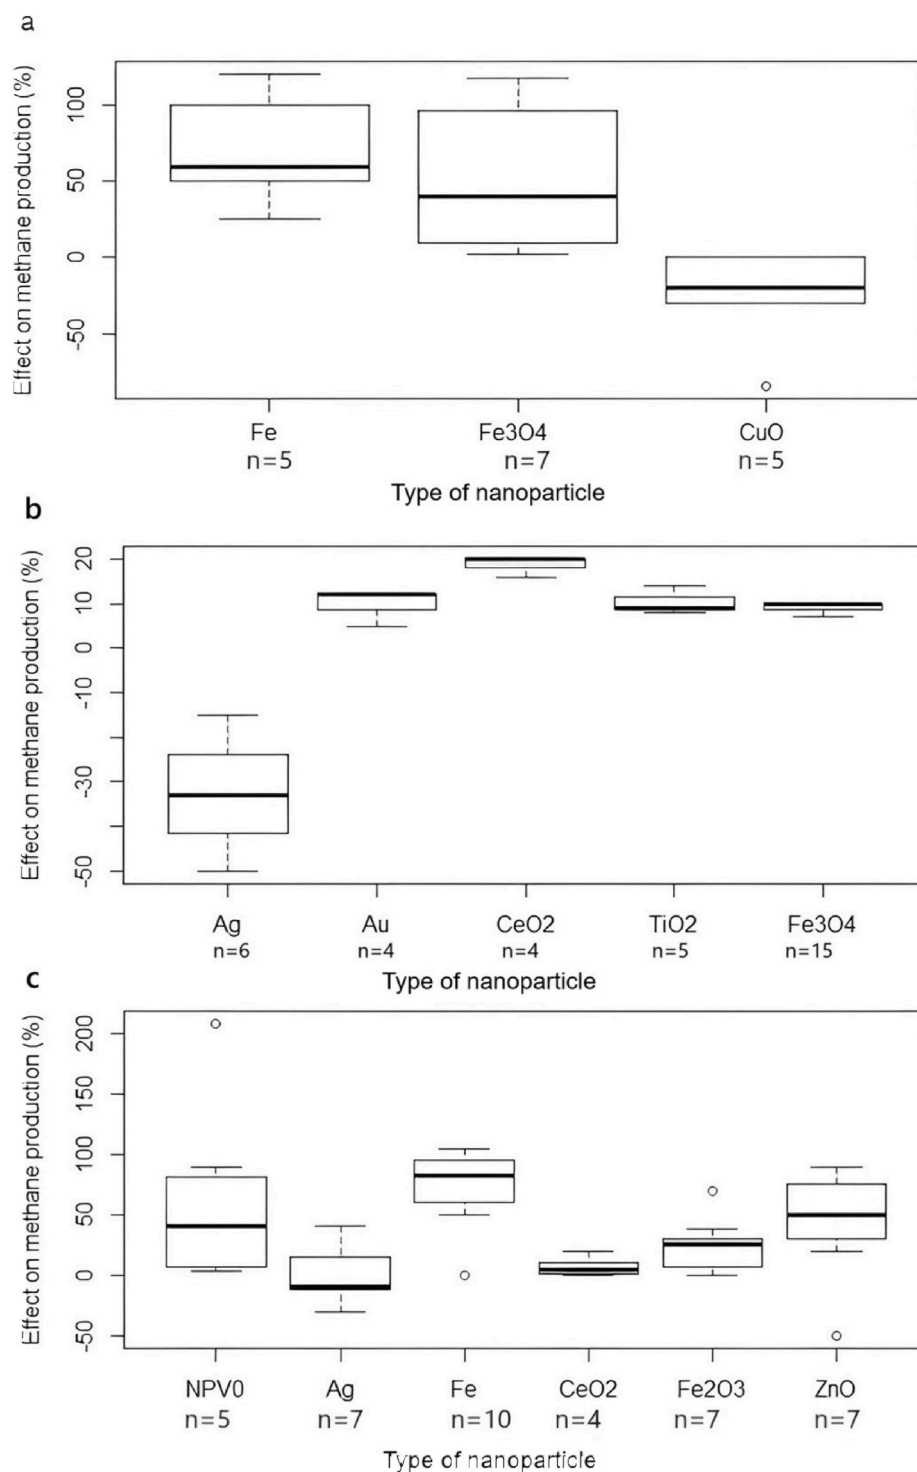 a
Effect on methane production (%)
100
50
0
-50
Fe Fe3O4 CuO
n=5 n=7 n=5
Type of nanoparticle
b
Effect on methane production (%)
20
10
0
-10
-30
-50
Ag Au CeO2 TiO2 Fe3O4
n=6 n=4 n=4 n=5 n=15
Type of nanoparticle
c
Effect on methane production (%)
200
150
100
50
0
-50
NPV0 Ag Fe CeO2 Fe2O3 ZnO
n=5 n=7 n=10 n=4 n=7 n=7
Type of nanoparticle